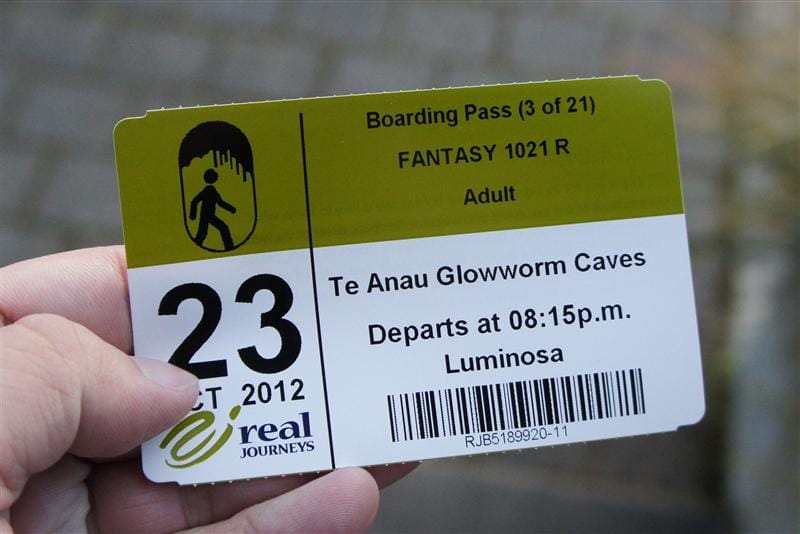 Boarding Pass (3 of 21)
FANTASY 1021 R
Adult
23
CT 2012
real
JOURNEYS
Te Anau Glowworm Caves
Departs at 08:15p.m.
Luminosa
RJB5189920-11